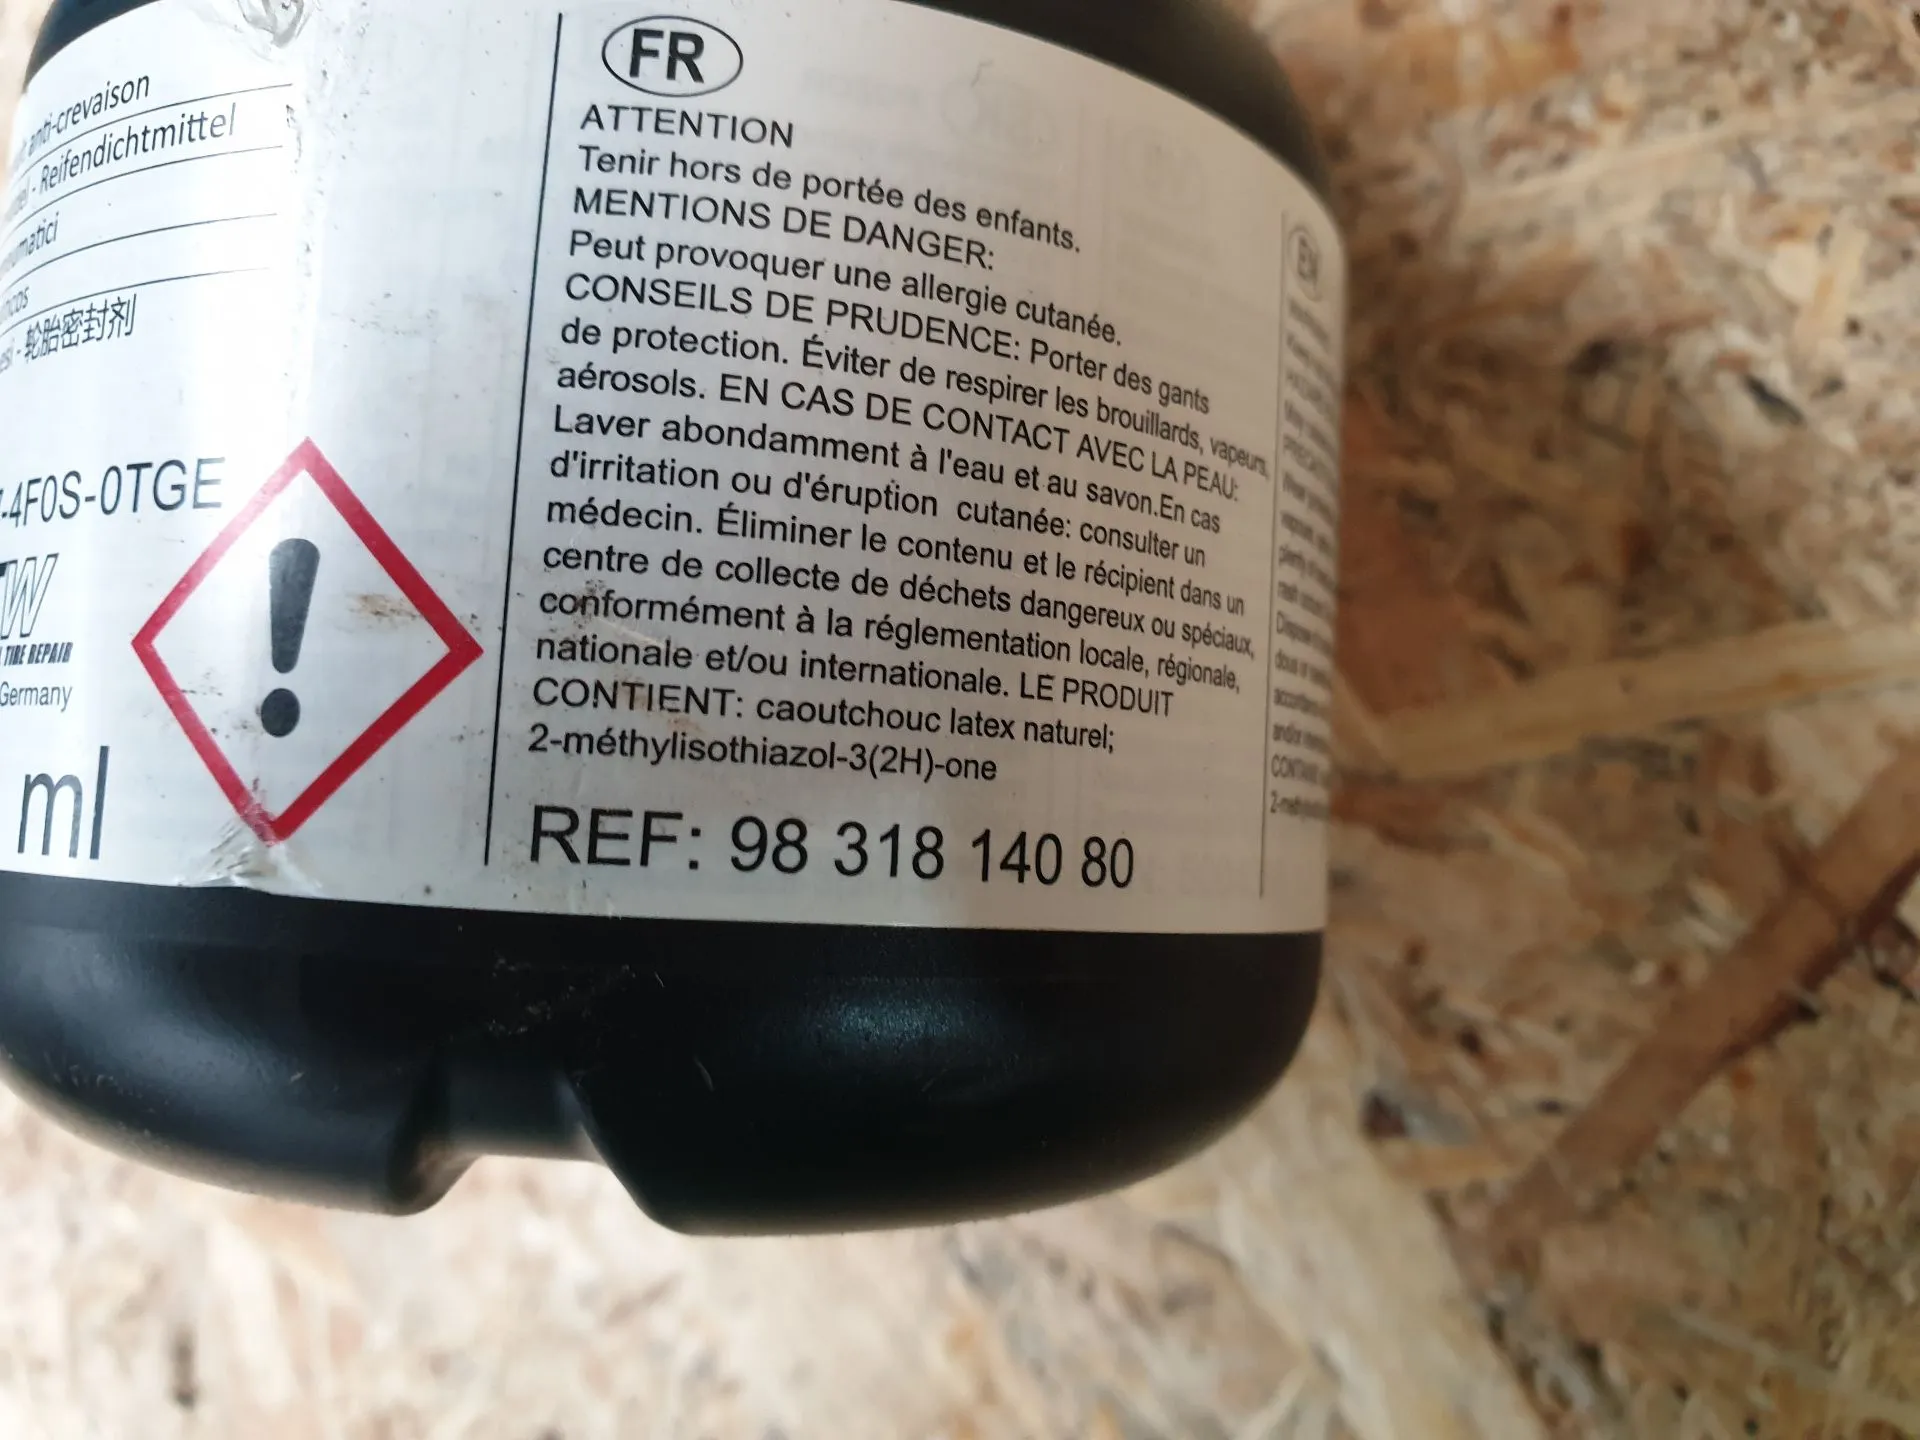 anti-crevaison
- Reifendichtmittel
- 轮胎密封剂
-4F0S-0TGE
TIRE REPAIR
Germany
ml
FR
ATTENTION
Tenir hors de portée des enfants.
MENTIONS DE DANGER:
Peut provoquer une allergie cutanée.
CONSEILS DE PRUDENCE: Porter des gants
de protection. Éviter de respirer les brouillards, vapeurs,
aérosols. EN CAS DE CONTACT AVEC LA PEAU:
Laver abondamment à l'eau et au savon.En cas
d'irritation ou d'éruption cutanée: consulter un
médecin. Éliminer le contenu et le récipient dans un
centre de collecte de déchets dangereux ou spéciaux,
conformément à la réglementation locale, régionale,
nationale et/ou internationale. LE PRODUIT
CONTIENT: caoutchouc latex naturel;
2-méthylisothiazol-3(2H)-one
REF: 98 318 140 80
EN